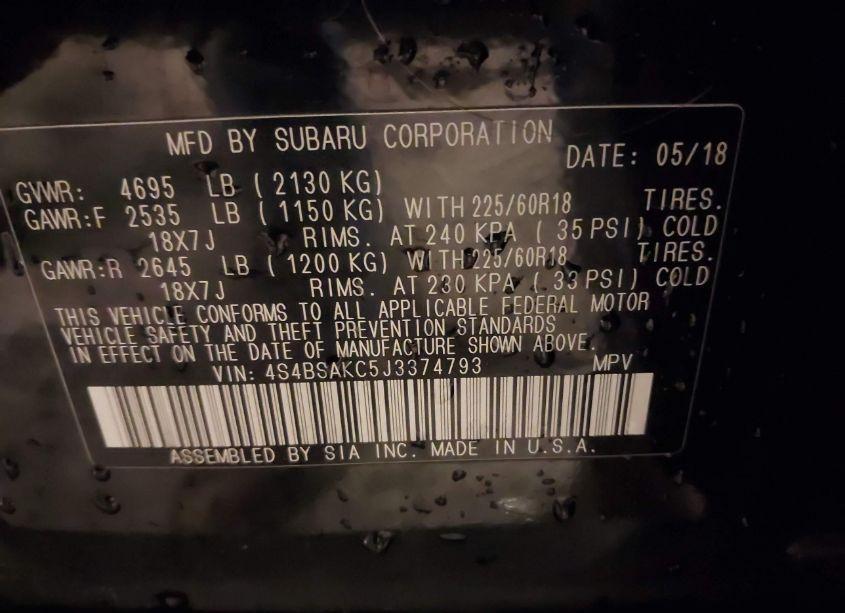 MFD BY SUBARU CORPORATION DATE: 05/18
GVWR: 4695 LB ( 2130 KG)
GAWR:F 2535 LB ( 1150 KG) WITH 225/60R18 TIRES.
18X7J RIMS. AT 240 KPA ( 35 PSI) COLD
GAWR:R 2645 LB ( 1200 KG) WITH 225/60R18 TIRES.
18X7J RIMS. AT 230 KPA ( 33 PSI) COLD
THIS VEHICLE CONFORMS TO ALL APPLICABLE FEDERAL MOTOR
VEHICLE SAFETY AND THEFT PREVENTION STANDARDS
IN EFFECT ON THE DATE OF MANUFACTURE SHOWN ABOVE.
VIN: 4S4BSAKC5J3374793 MPV
ASSEMBLED BY SIA INC. MADE IN U.S.A.